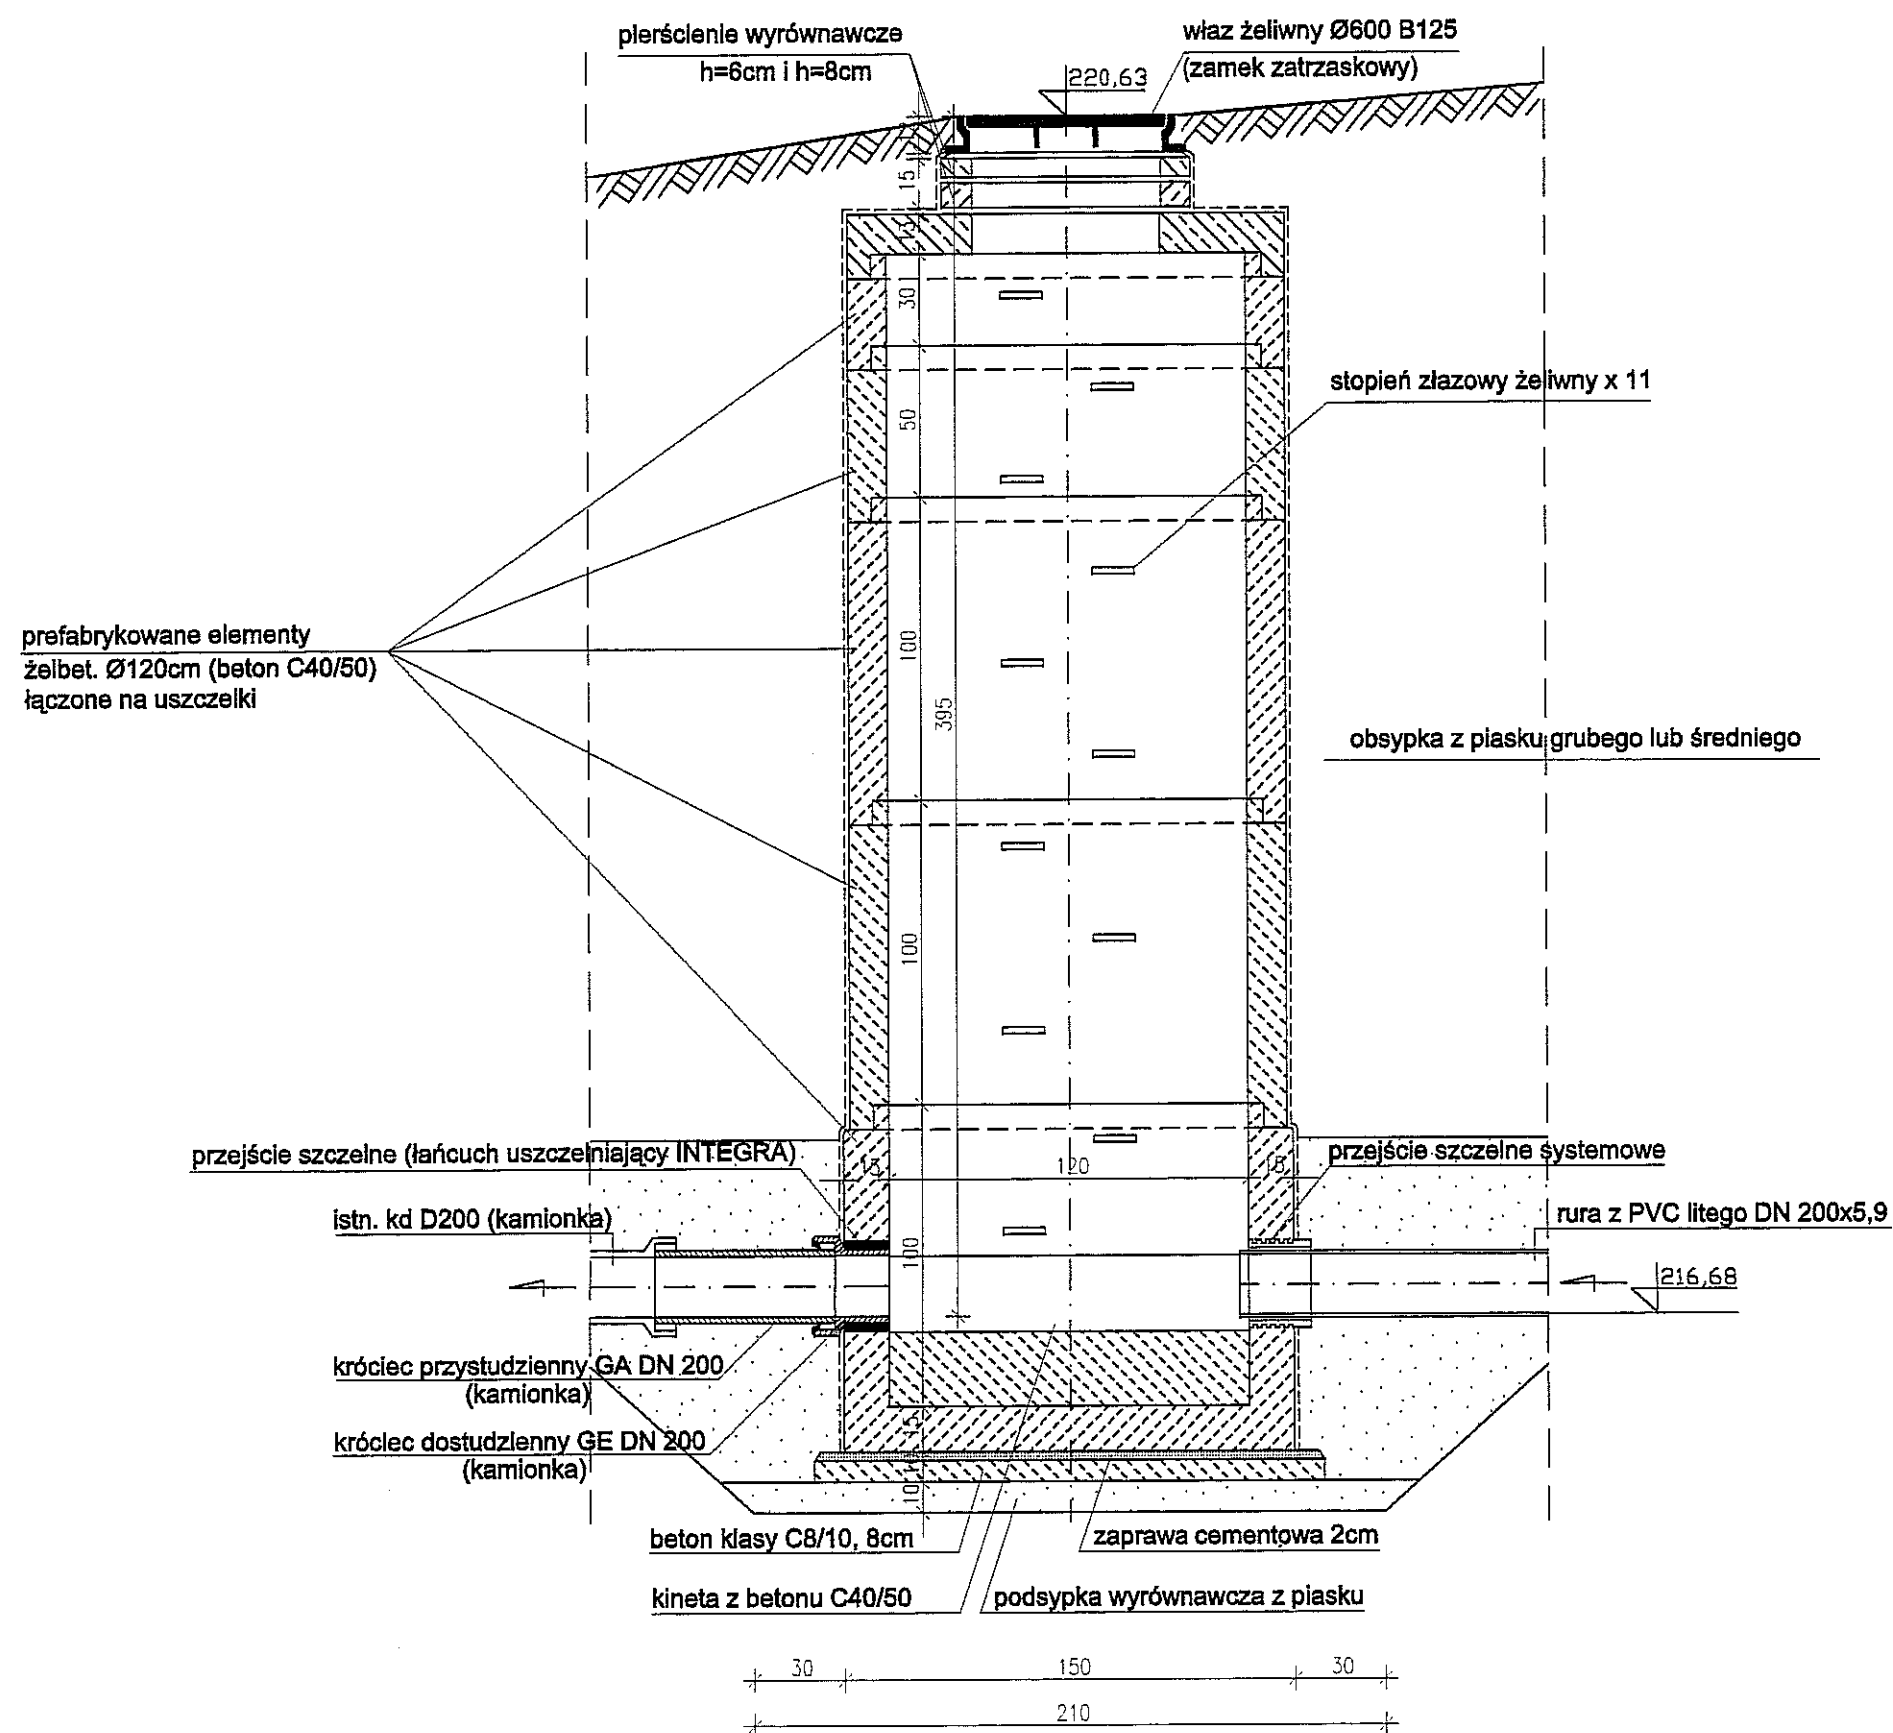 pierścienie wyrównawcze
h=6cm i h=8cm
właz żeliwny Ø600 B125
(zamek zatrzaskowy)
220,63
15
13
30
50
stopień złazowy żeliwny x 11
prefabrykowane elementy
żelbet. Ø120cm (beton C40/50)
łączone na uszczelki
100
395
obsypka z piasku grubego lub średniego
100
przejście szczelne (łańcuch uszczelniający INTEGRA)
15
120
15
przejście szczelne systemowe
istn. kd D200 (kamionka)
rura z PVC litego DN 200x5,9
100
216,68
króciec przystudzienny GA DN 200
(kamionka)
króciec dostudzienny GE DN 200
(kamionka)
15
10
10
beton klasy C8/10, 8cm
zaprawa cementowa 2cm
kineta z betonu C40/50
podsypka wyrównawcza z piasku
30
150
30
210